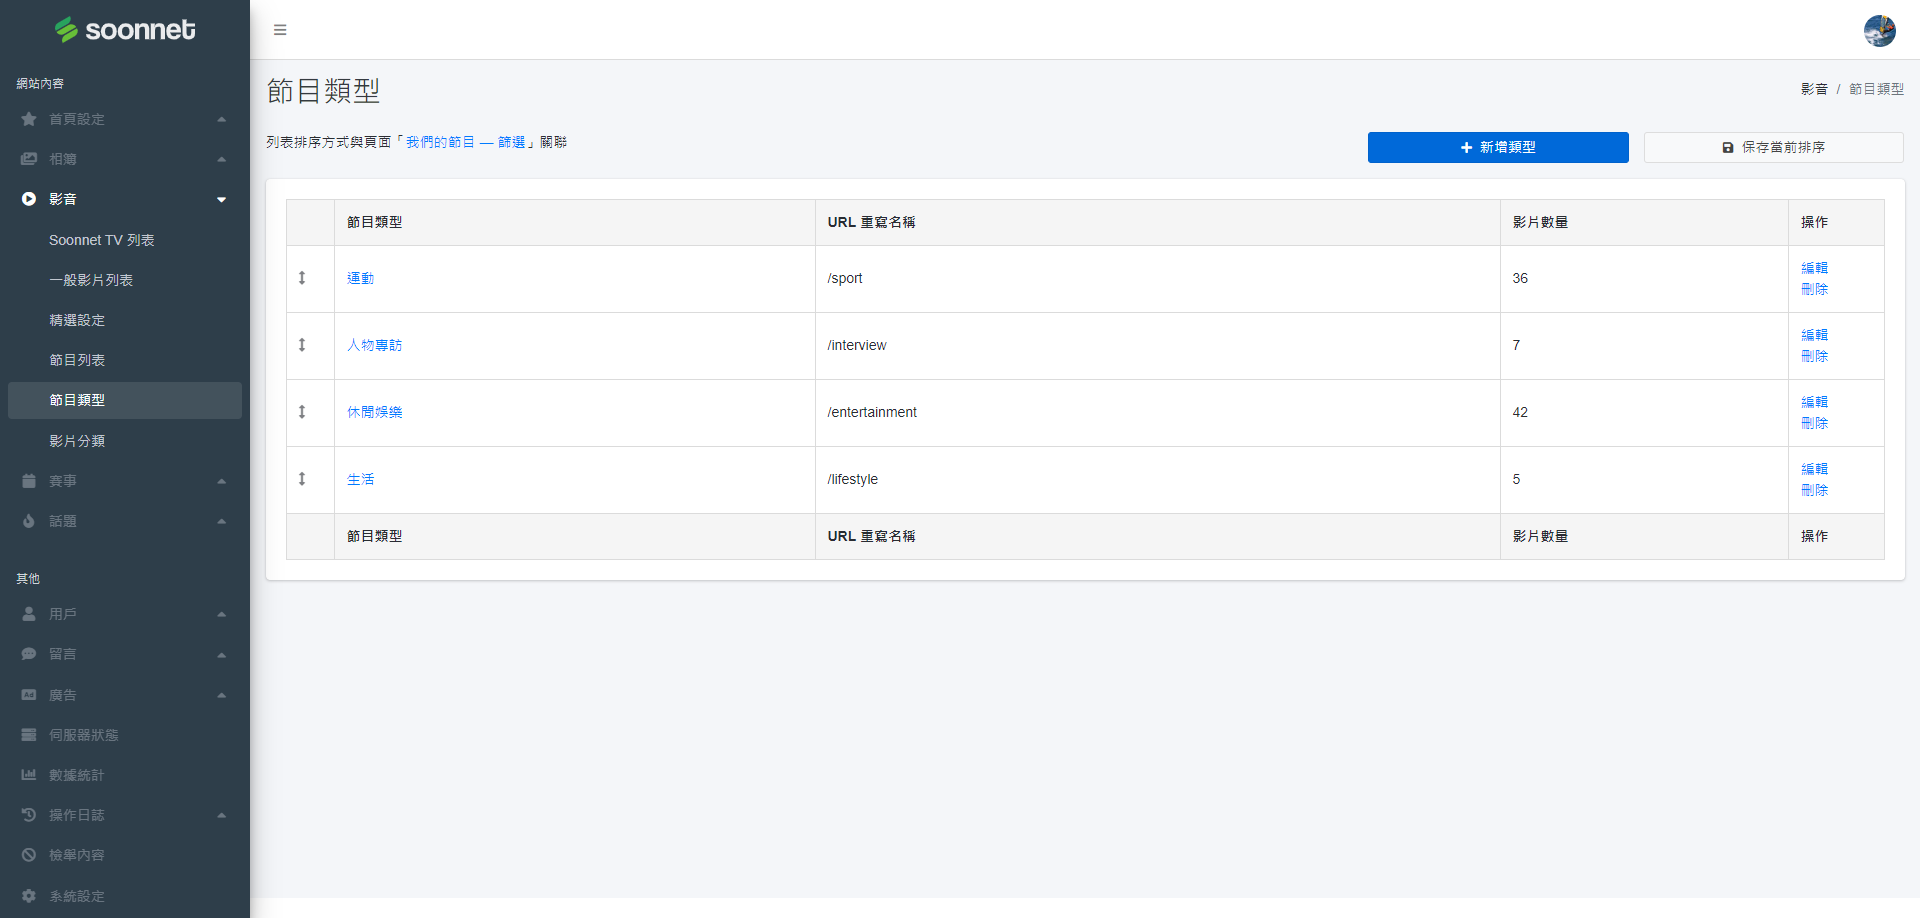 soonnet
網站內容
首頁設定
相簿
影音
Soonnet TV 列表
一般影片列表
精選設定
節目列表
節目類型
影片分類
賽事
話題
其他
用戶
留言
Ad 廣告
伺服器狀態
數據統計
操作日誌
檢舉內容
系統設定
節目類型
影音 / 節目類型
列表排序方式與頁面「我們的節目 — 篩選」關聯
新增類型
保存當前排序
節目類型 URL 重寫名稱 影片數量 操作
運動 /sport 36 編輯
刪除
人物專訪 /interview 7 編輯
刪除
休閒娛樂 /entertainment 42 編輯
刪除
生活 /lifestyle 5 編輯
刪除
節目類型 URL 重寫名稱 影片數量 操作